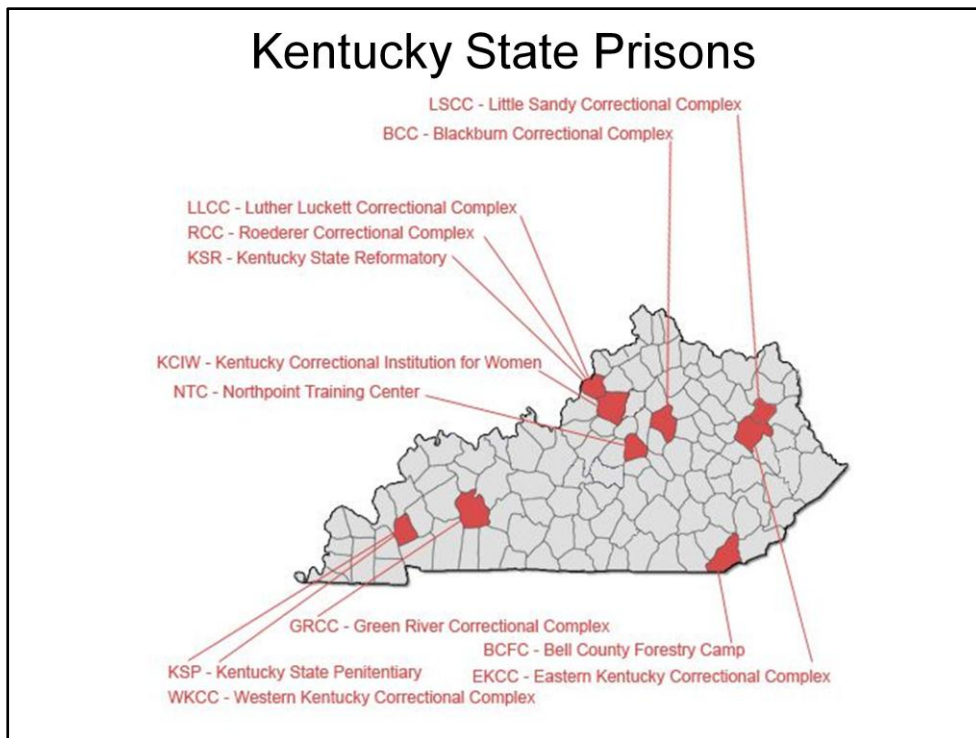 Kentucky State Prisons
LSCC - Little Sandy Correctional Complex
BCC - Blackburn Correctional Complex
LLCC - Luther Luckett Correctional Complex
RCC - Roederer Correctional Complex
KSR - Kentucky State Reformatory
KCIW - Kentucky Correctional Institution for Women
NTC - Northpoint Training Center
GRCC - Green River Correctional Complex
BCFC - Bell County Forestry Camp
KSP - Kentucky State Penitentiary
EKCC - Eastern Kentucky Correctional Complex
WKCC - Western Kentucky Correctional Complex